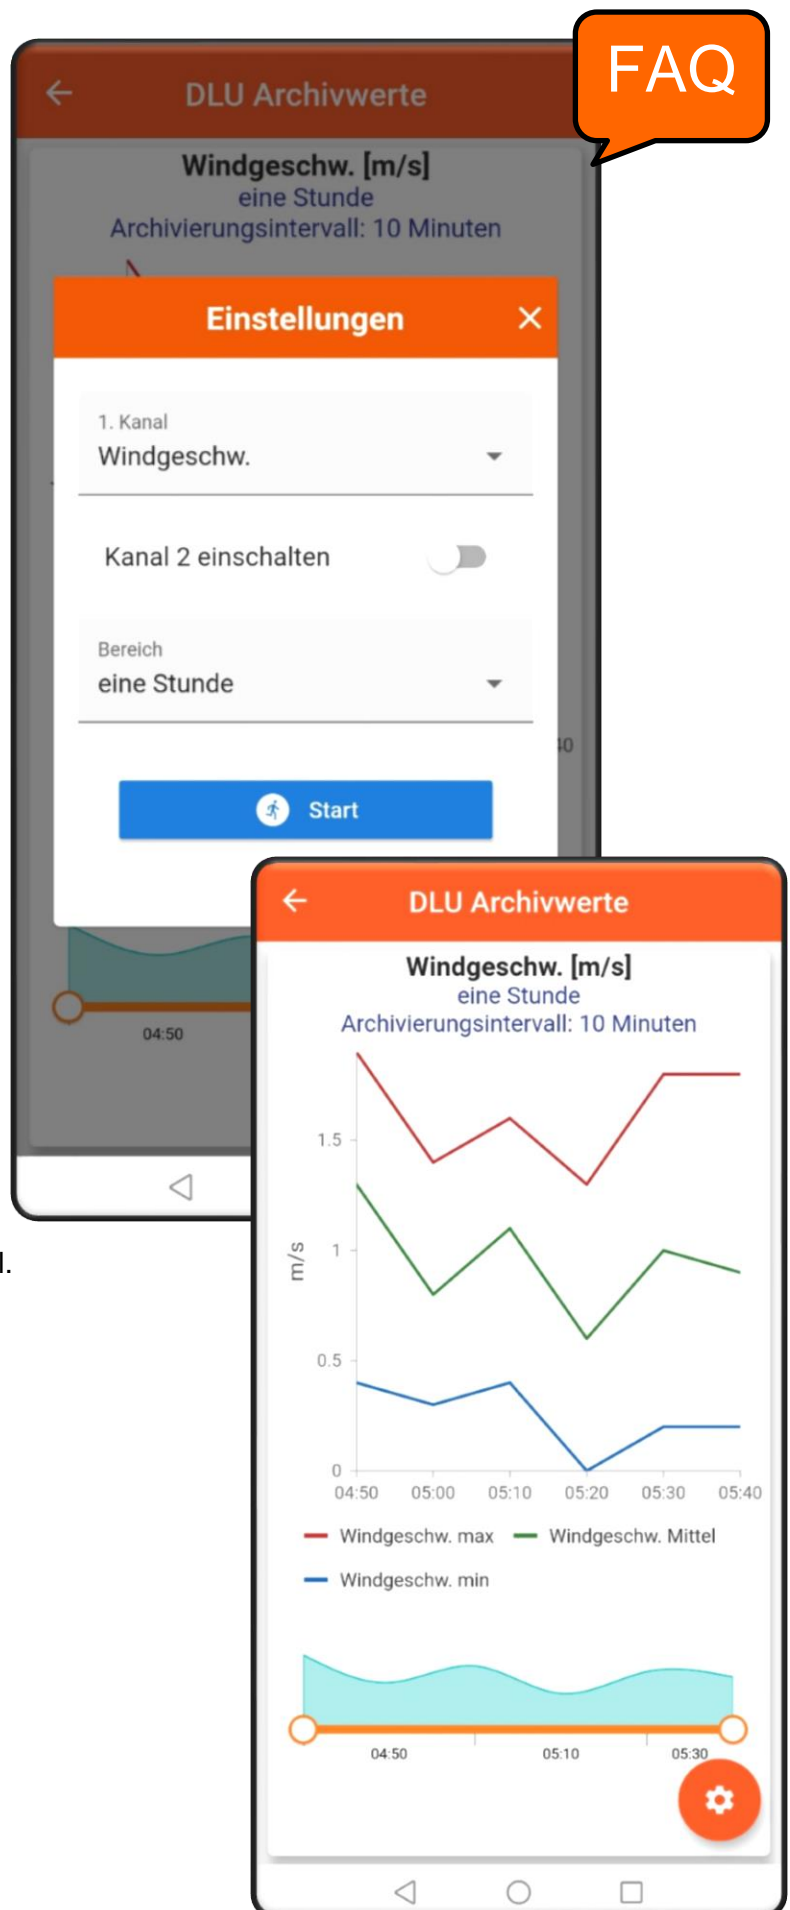 FAQ
DLU Archivwerte
Windgeschw. [m/s]
eine Stunde
Archivierungsintervall: 10 Minuten
Einstellungen
1. Kanal
Windgeschw.
Kanal 2 einschalten
Bereich
eine Stunde
Start
04:50
DLU Archivwerte
Windgeschw. [m/s]
eine Stunde
Archivierungsintervall: 10 Minuten
1.5
1
m/s
0.5
0
04:50 05:00 05:10 05:20 05:30 05:40
Windgeschw. max Windgeschw. Mittel
Windgeschw. min
04:50 05:10 05:30